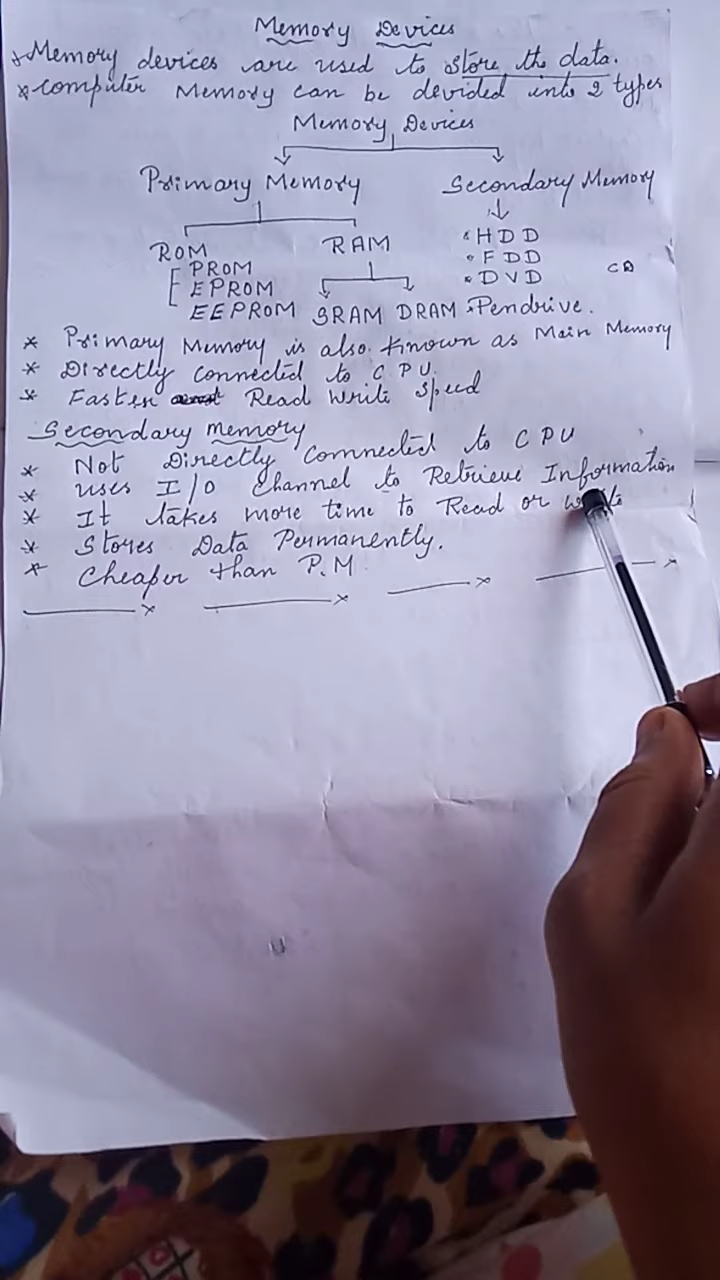 Memory Devices
* Memory devices are used to store the data.
* Computer Memory can be devided into 2 types
Memory Devices
Primary Memory Secondary Memory
ROM RAM * HDD
PROM * FDD
EPROM * DVD CD
EEPROM SRAM DRAM * Pendrive.
* Primary Memory is also known as Main Memory
* Directly connected to CPU.
* Faster Read Write Speed
Secondary memory
* Not Directly Connected to CPU
* Uses I/O Channel to Retrieve Information
* It takes more time to Read or
* Stores Data Permanently.
* Cheaper than P.M